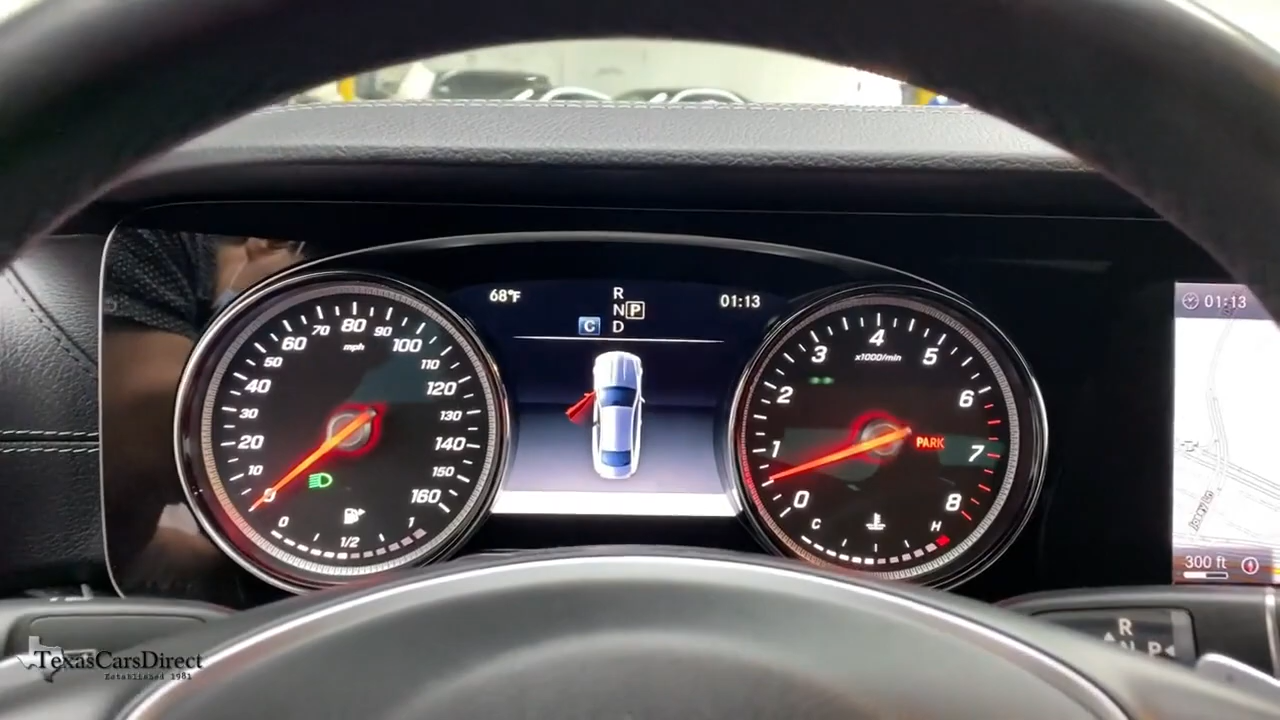 68°F
R
N P
C D
01:13
01:13
0
10
20
30
40
50
60
70
80
90
100
110
120
130
140
150
160
mph
0
1/2
1
0
1
2
3
4
5
6
7
8
x1000/min
PARK
C
H
300 ft
R
N P
TexasCarsDirect
Established 1981